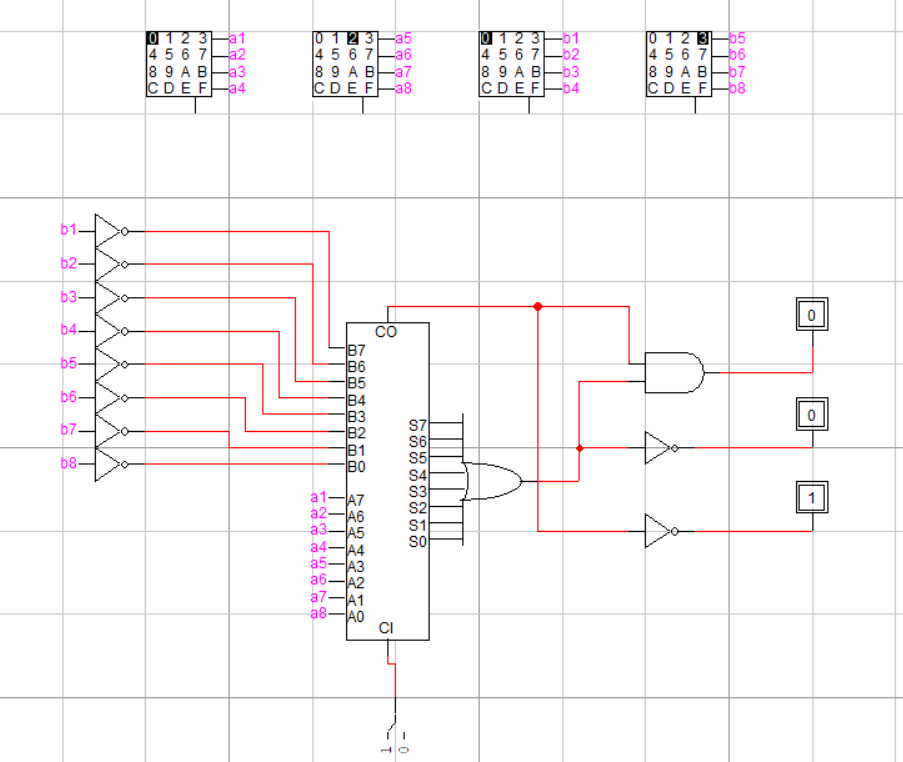 0 1 2 3 a1
4 5 6 7 a2
8 9 A B a3
C D E F a4
0 1 2 3 a5
4 5 6 7 a6
8 9 A B a7
C D E F a8
0 1 2 3 b1
4 5 6 7 b2
8 9 A B b3
C D E F b4
0 1 2 3 b5
4 5 6 7 b6
8 9 A B b7
C D E F b8
b1
b2
b3
b4
b5
b6
b7
b8
CO
B7
B6
B5
B4
B3
B2
B1
B0
a1 A7
a2 A6
a3 A5
a4 A4
a5 A3
a6 A2
a7 A1
a8 A0
S7
S6
S5
S4
S3
S2
S1
S0
CI
1 0
0
0
1